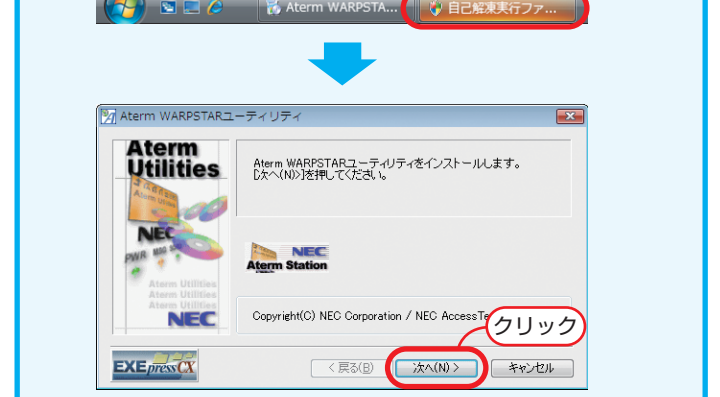 Aterm WARPSTA...
自己解凍実行ファ...
Aterm WARPSTARユーティリティ
Aterm
Utilities
Aterm WARPSTARユーティリティをインストールします。
[次へ(N)>]を押してください。
NEC
PWR
NEC
Aterm Station
Aterm Utilities
Aterm Utilities
Aterm Utilities
NEC
Copyright(C) NEC Corporation / NEC AccessTe
クリック
EXEpressCX
< 戻る(B)
次へ(N) >
キャンセル